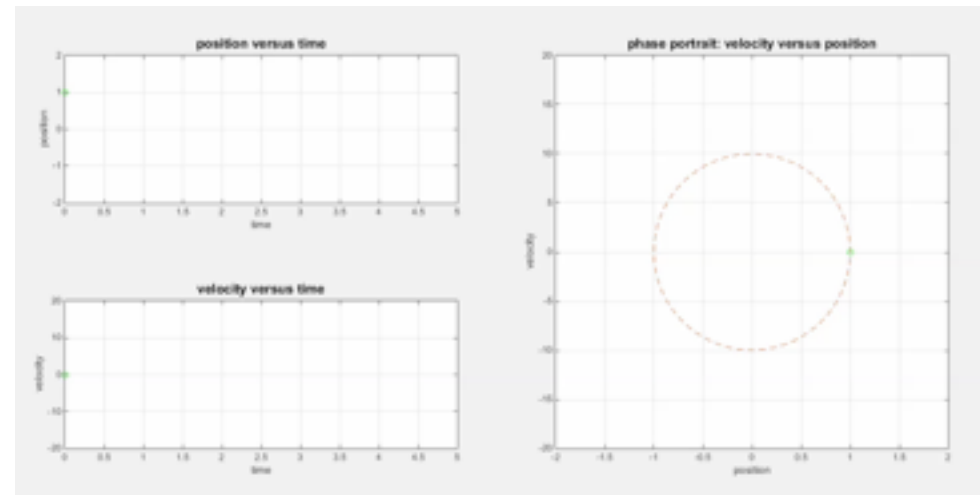 position versus time
2
1
0
-1
-2
position
0 0.5 1 1.5 2 2.5 3 3.5 4 4.5 5
time
velocity versus time
20
10
0
-10
-20
velocity
0 0.5 1 1.5 2 2.5 3 3.5 4 4.5 5
time
phase portrait: velocity versus position
20
15
10
5
0
-5
-10
-15
-20
velocity
-2 -1.5 -1 -0.5 0 0.5 1 1.5 2
position